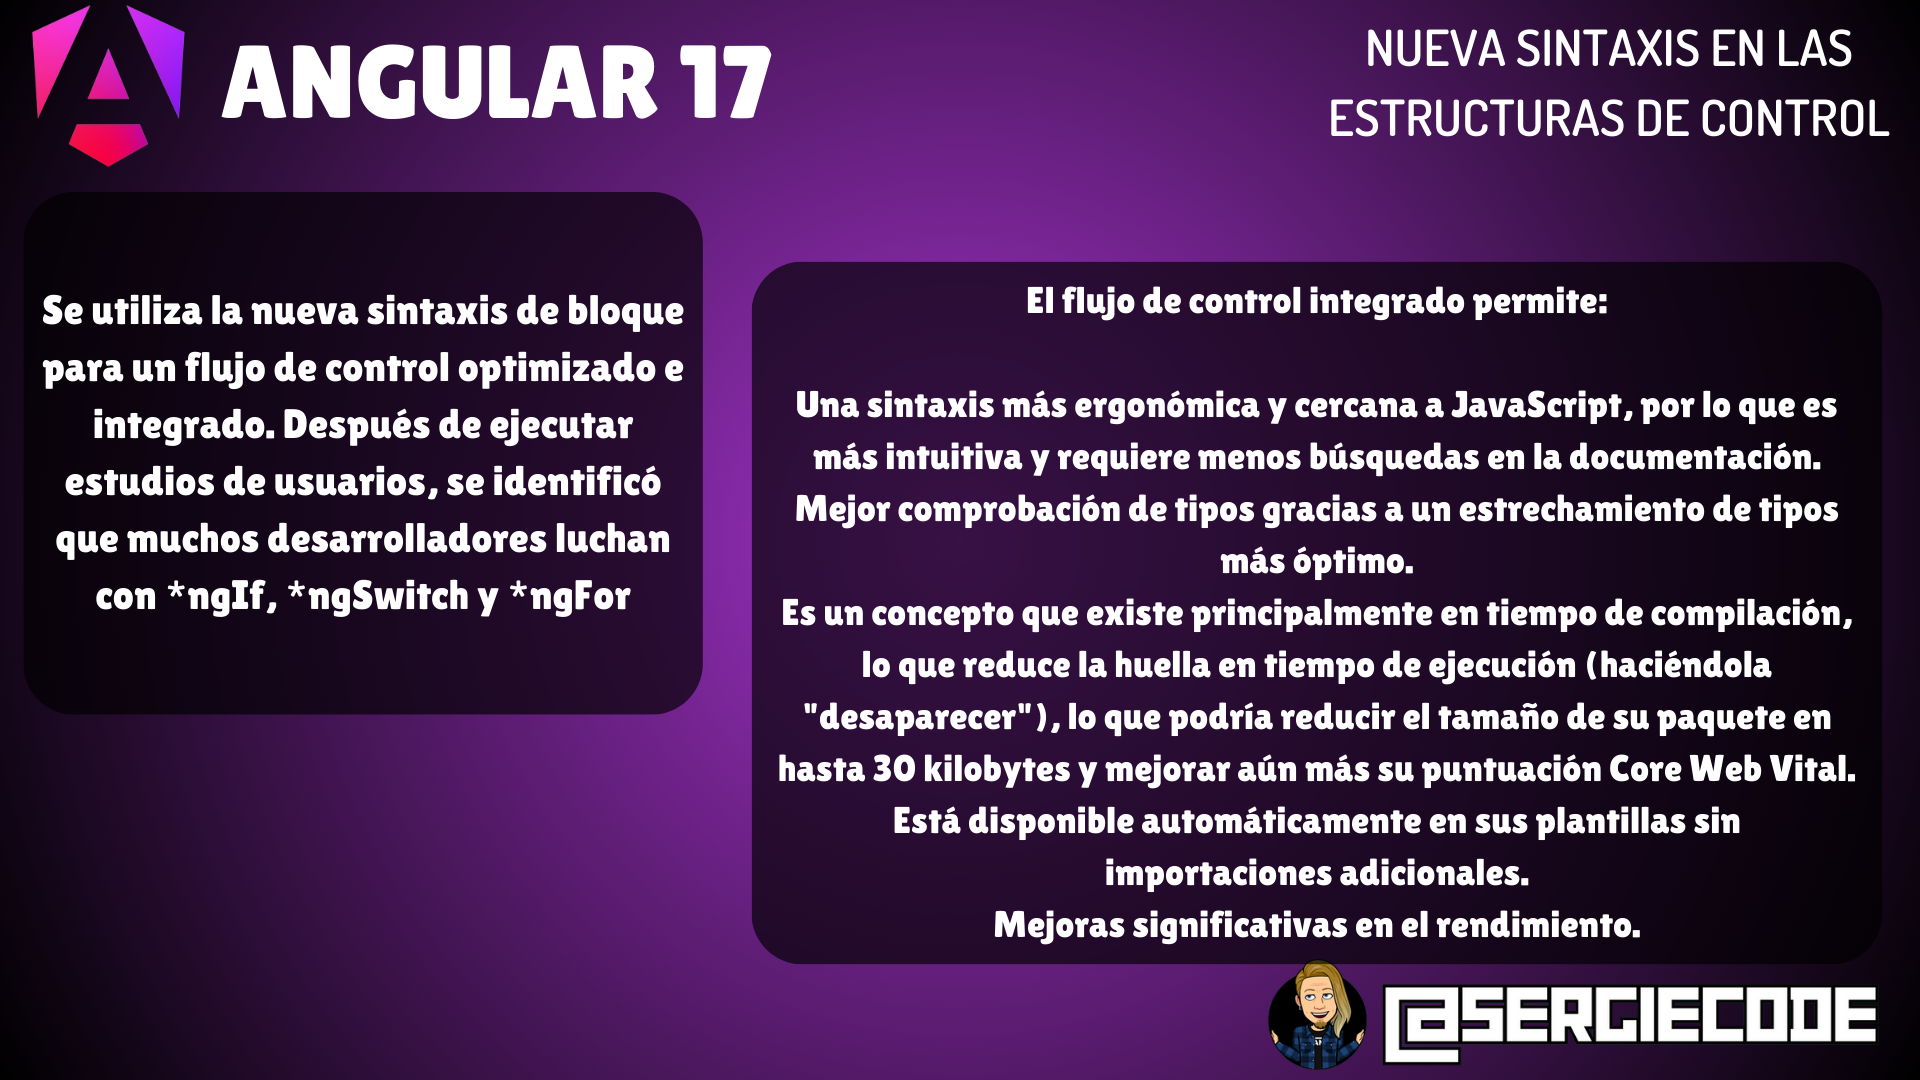 ANGULAR 17
NUEVA SINTAXIS EN LAS
ESTRUCTURAS DE CONTROL
Se utiliza la nueva sintaxis de bloque
para un flujo de control optimizado e
integrado. Después de ejecutar
estudios de usuarios, se identificó
que muchos desarrolladores luchan
con *ngIf, *ngSwitch y *ngFor
El flujo de control integrado permite:
Una sintaxis más ergonómica y cercana a JavaScript, por lo que es
más intuitiva y requiere menos búsquedas en la documentación.
Mejor comprobación de tipos gracias a un estrechamiento de tipos
más óptimo.
Es un concepto que existe principalmente en tiempo de compilación,
lo que reduce la huella en tiempo de ejecución (haciéndola
"desaparecer"), lo que podría reducir el tamaño de su paquete en
hasta 30 kilobytes y mejorar aún más su puntuación Core Web Vital.
Está disponible automáticamente en sus plantillas sin
importaciones adicionales.
Mejoras significativas en el rendimiento.
@SERGIECODE